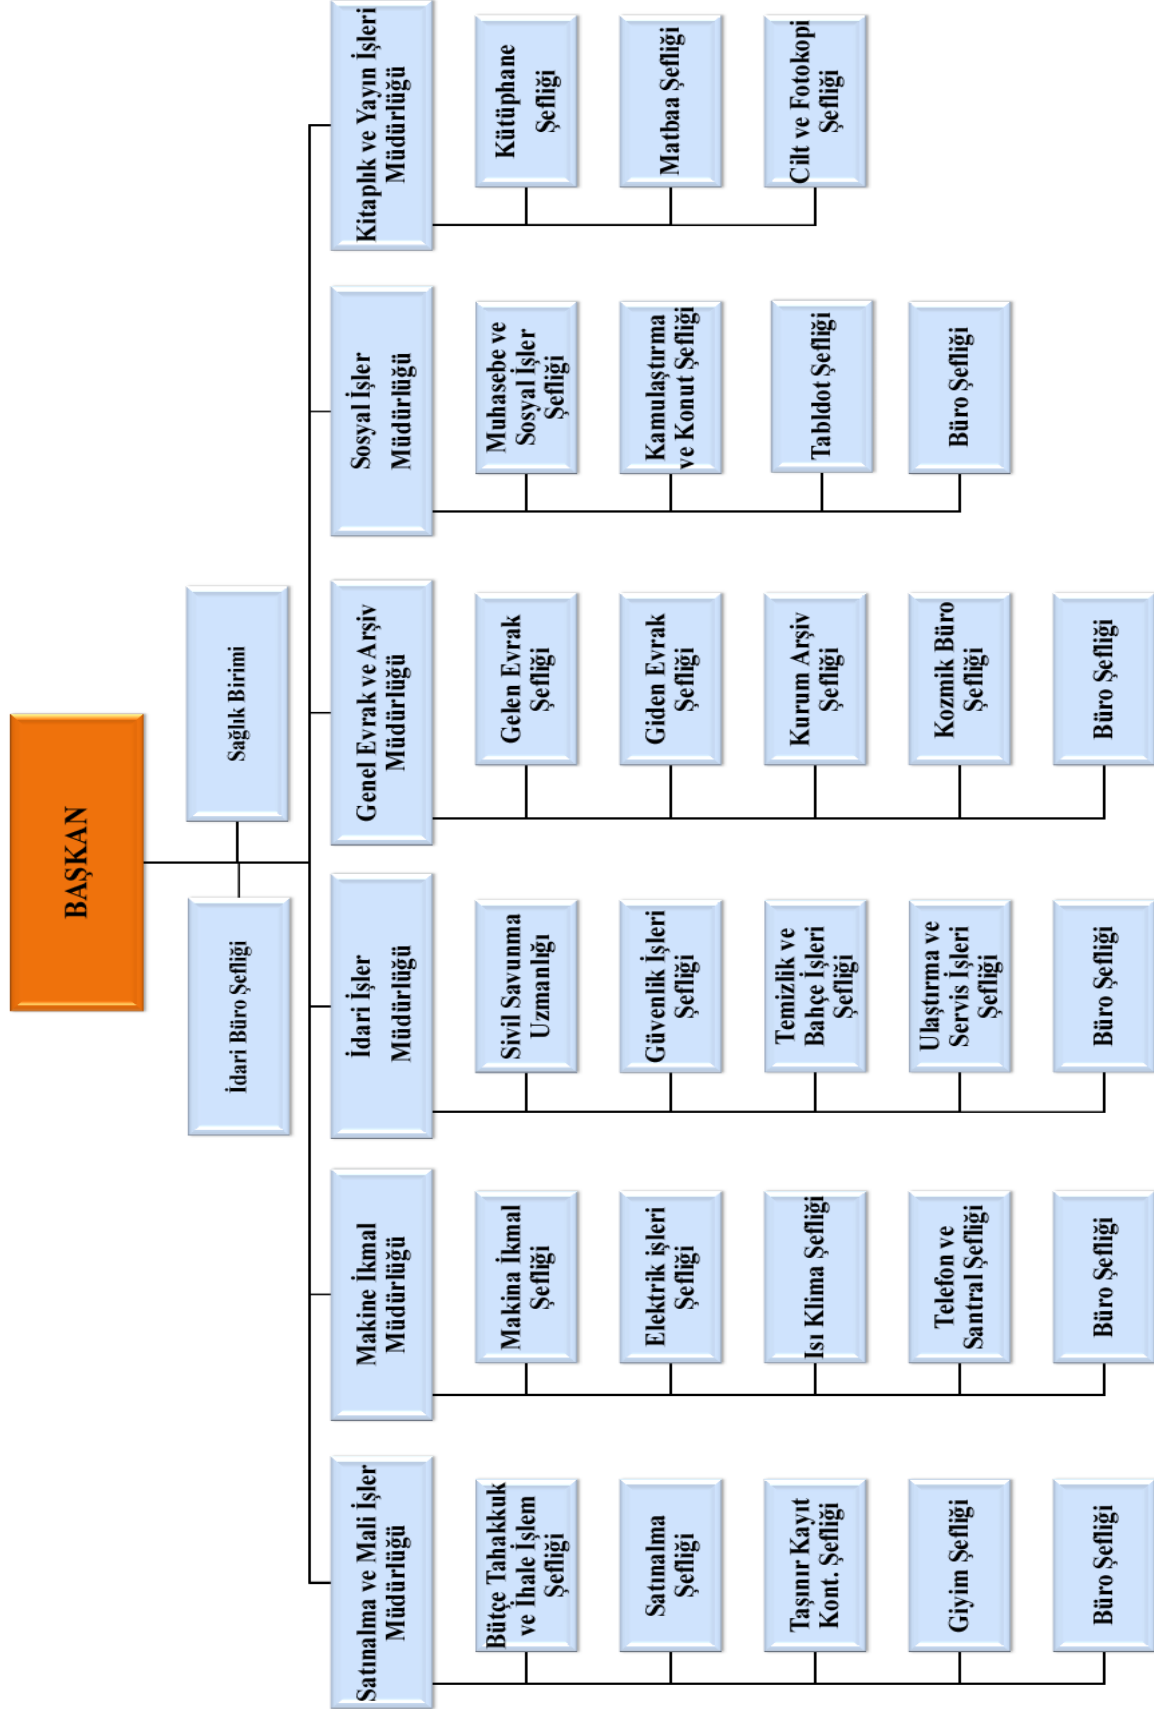 BAŞKAN
İdari Büro Şefliği
Sağlık Birimi
Satınalma ve Mali İşler
Müdürlüğü
Bütçe Tahakkuk
ve İhale İşlem
Şefliği
Satınalma
Şefliği
Taşınır Kayıt
Kont. Şefliği
Giyim Şefliği
Büro Şefliği
Makine İkmal
Müdürlüğü
Makina İkmal
Şefliği
Elektrik işleri
Şefliği
Isı Klima Şefliği
Telefon ve
Santral Şefliği
Büro Şefliği
İdari İşler
Müdürlüğü
Sivil Savunma
Uzmanlığı
Güvenlik İşleri
Şefliği
Temizlik ve
Bahçe İşleri
Şefliği
Ulaştırma ve
Servis İşleri
Şefliği
Büro Şefliği
Genel Evrak ve Arşiv
Müdürlüğü
Gelen Evrak
Şefliği
Giden Evrak
Şefliği
Kurum Arşiv
Şefliği
Kozmik Büro
Şefliği
Büro Şefliği
Sosyal İşler
Müdürlüğü
Muhasebe ve
Sosyal İşler
Şefliği
Kamulaştırma
ve Konut Şefliği
Tabldot Şefliği
Büro Şefliği
Kitaplık ve Yayın İşleri
Müdürlüğü
Kütüphane
Şefliği
Matbaa Şefliği
Cilt ve Fotokopi
Şefliği